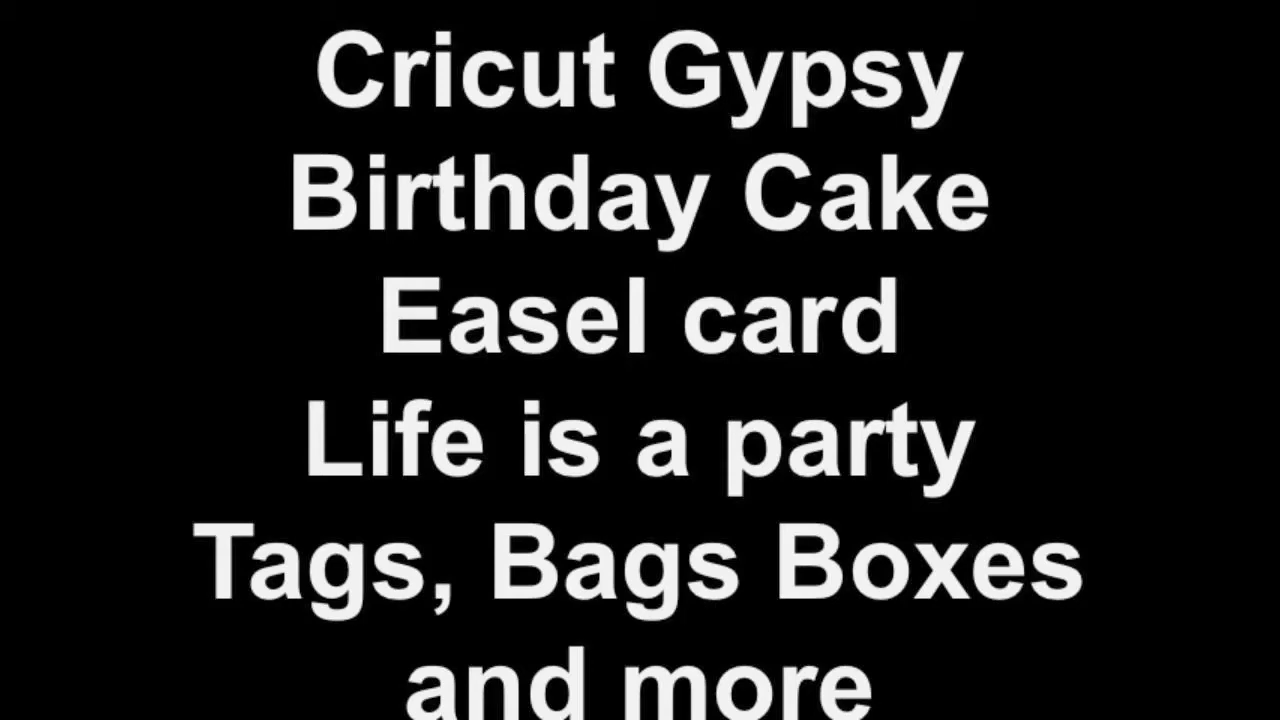 Cricut Gypsy
Birthday Cake
Easel card
Life is a party
Tags, Bags Boxes
and more